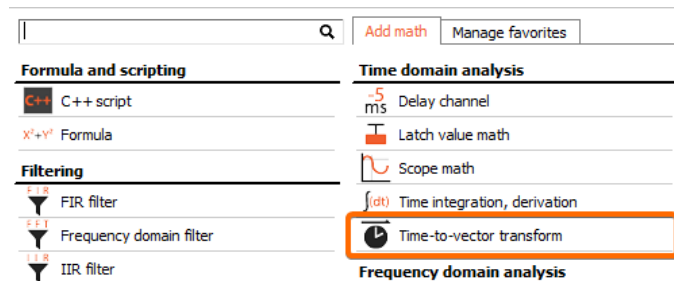 Add math
Manage favorites
Formula and scripting
C++
C++ script
X²+Y²
Formula
Filtering
FIR
FIR filter
FFT
Frequency domain filter
IIR
IIR filter
Time domain analysis
-5
ms
Delay channel
Latch value math
Scope math
∫(dt)
Time integration, derivation
Time-to-vector transform
Frequency domain analysis